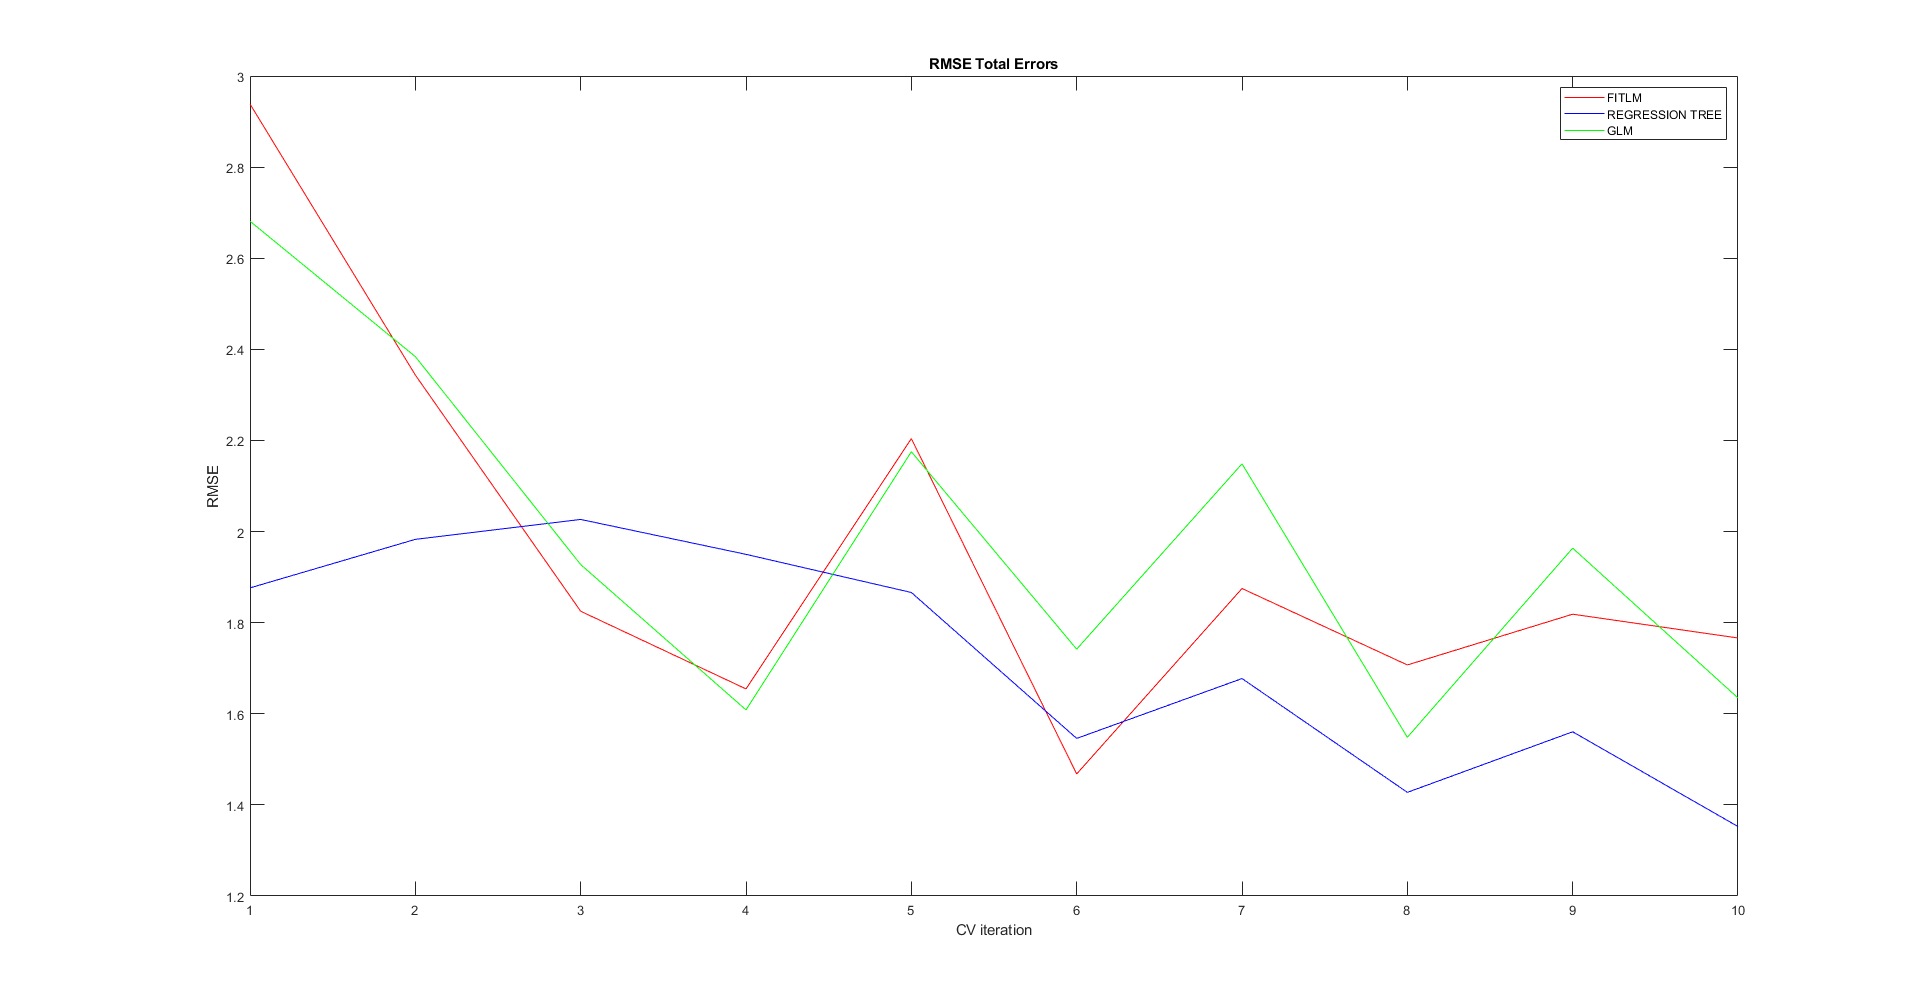 RMSE Total Errors
FITLM
REGRESSION TREE
GLM
3
2.8
2.6
2.4
2.2
2
1.8
1.6
1.4
1.2
RMSE
1 2 3 4 5 6 7 8 9 10
CV iteration